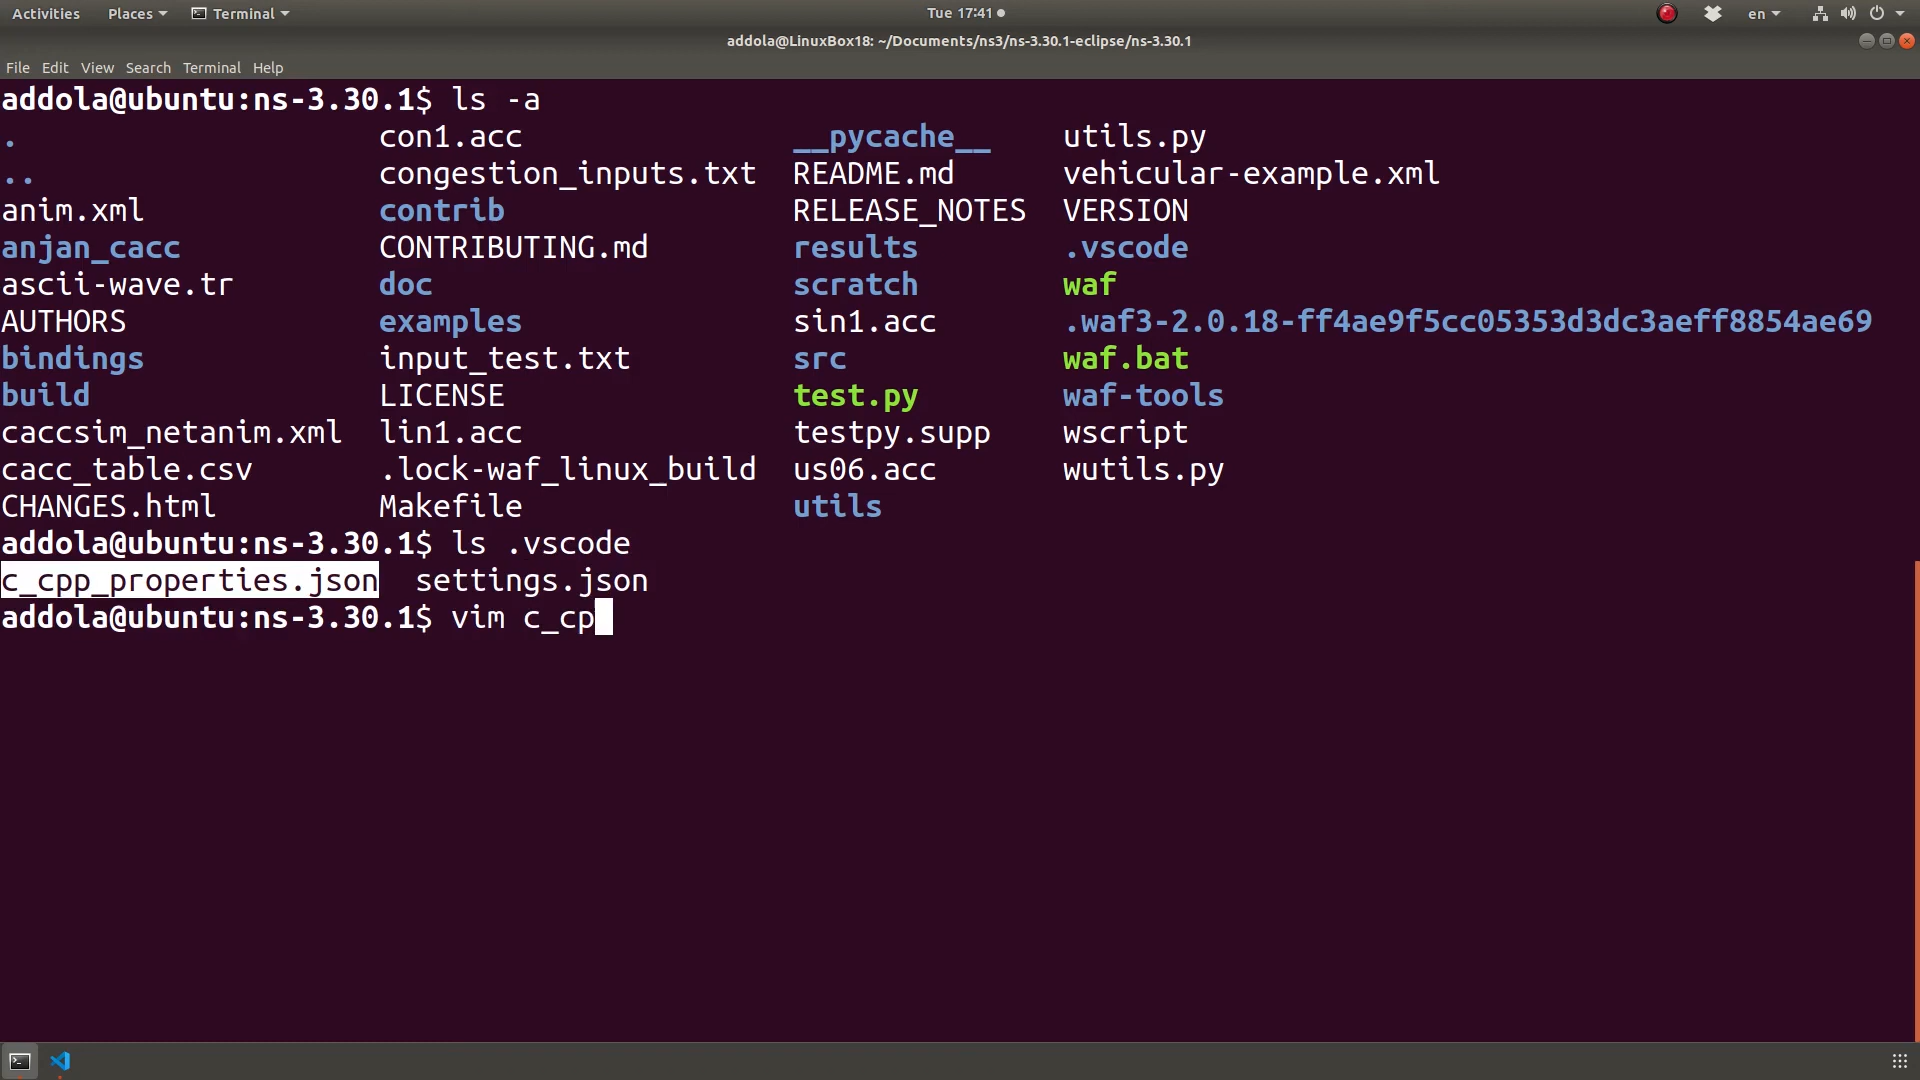 Activities Places Terminal Tue 17:41 en
addola@LinuxBox18: ~/Documents/ns3/ns-3.30.1-eclipse/ns-3.30.1
File Edit View Search Terminal Help
addola@ubuntu:ns-3.30.1$ ls -a
. con1.acc __pycache__ utils.py
.. congestion_inputs.txt README.md vehicular-example.xml
anim.xml contrib RELEASE_NOTES VERSION
anjan_cacc CONTRIBUTING.md results .vscode
ascii-wave.tr doc scratch waf
AUTHORS examples sin1.acc .waf3-2.0.18-ff4ae9f5cc05353d3dc3aeff8854ae69
bindings input_test.txt src waf.bat
build LICENSE test.py waf-tools
caccsim_netanim.xml lin1.acc testpy.supp wscript
cacc_table.csv .lock-waf_linux_build us06.acc wutils.py
CHANGES.html Makefile utils
addola@ubuntu:ns-3.30.1$ ls .vscode
c_cpp_properties.json settings.json
addola@ubuntu:ns-3.30.1$ vim c_cp